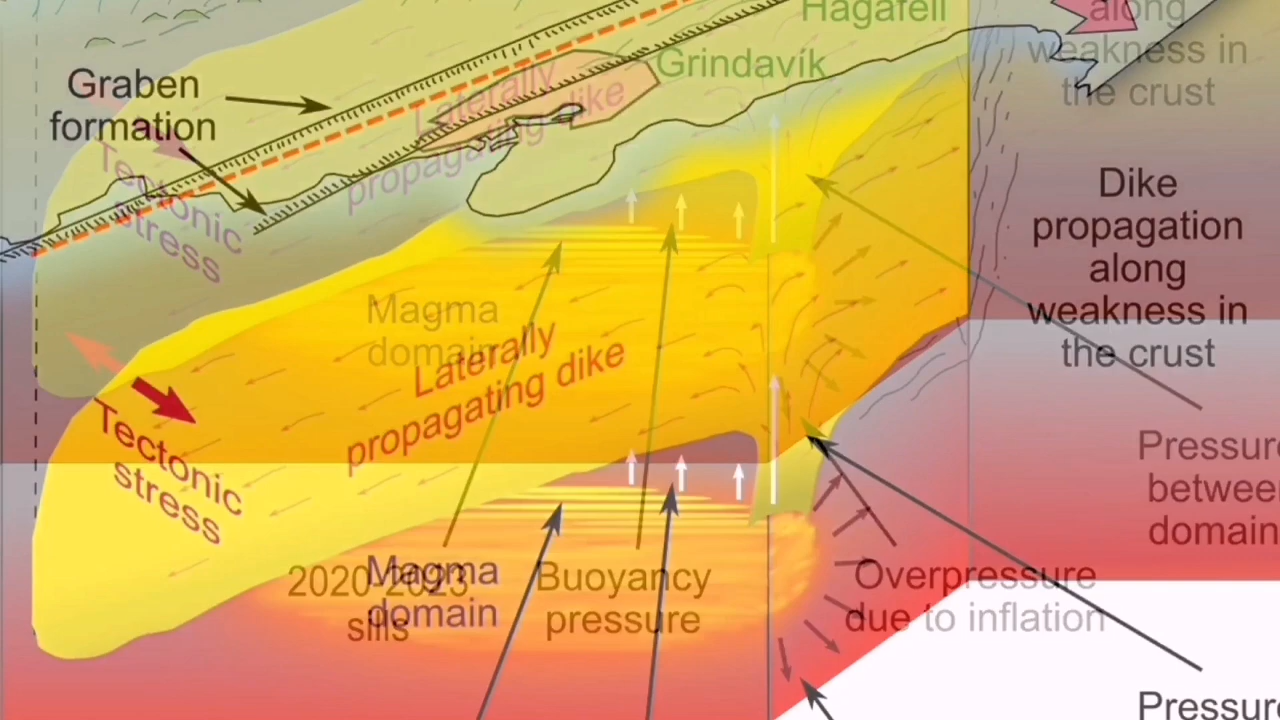 Hagafell
Grindavík
Graben
formation
Laterally
propagating dike
Tectonic
stress
along
weakness in
the crust
Dike
propagation
along
weakness in
the crust
Magma
domain
Laterally
propagating dike
Tectonic
stress
Pressure
between
domain
2020-2023
sills
Magma
domain
Buoyancy
pressure
Overpressure
due to inflation
Pressure